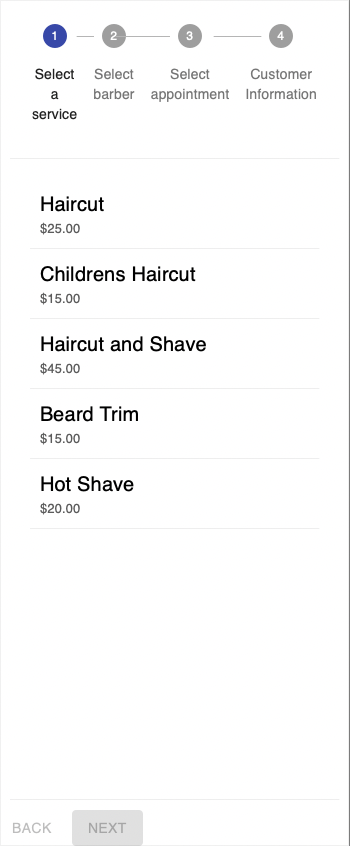 1 2 3 4
Select Select Select Customer
a barber appointment Information
service
Haircut
$25.00
Childrens Haircut
$15.00
Haircut and Shave
$45.00
Beard Trim
$15.00
Hot Shave
$20.00
BACK NEXT